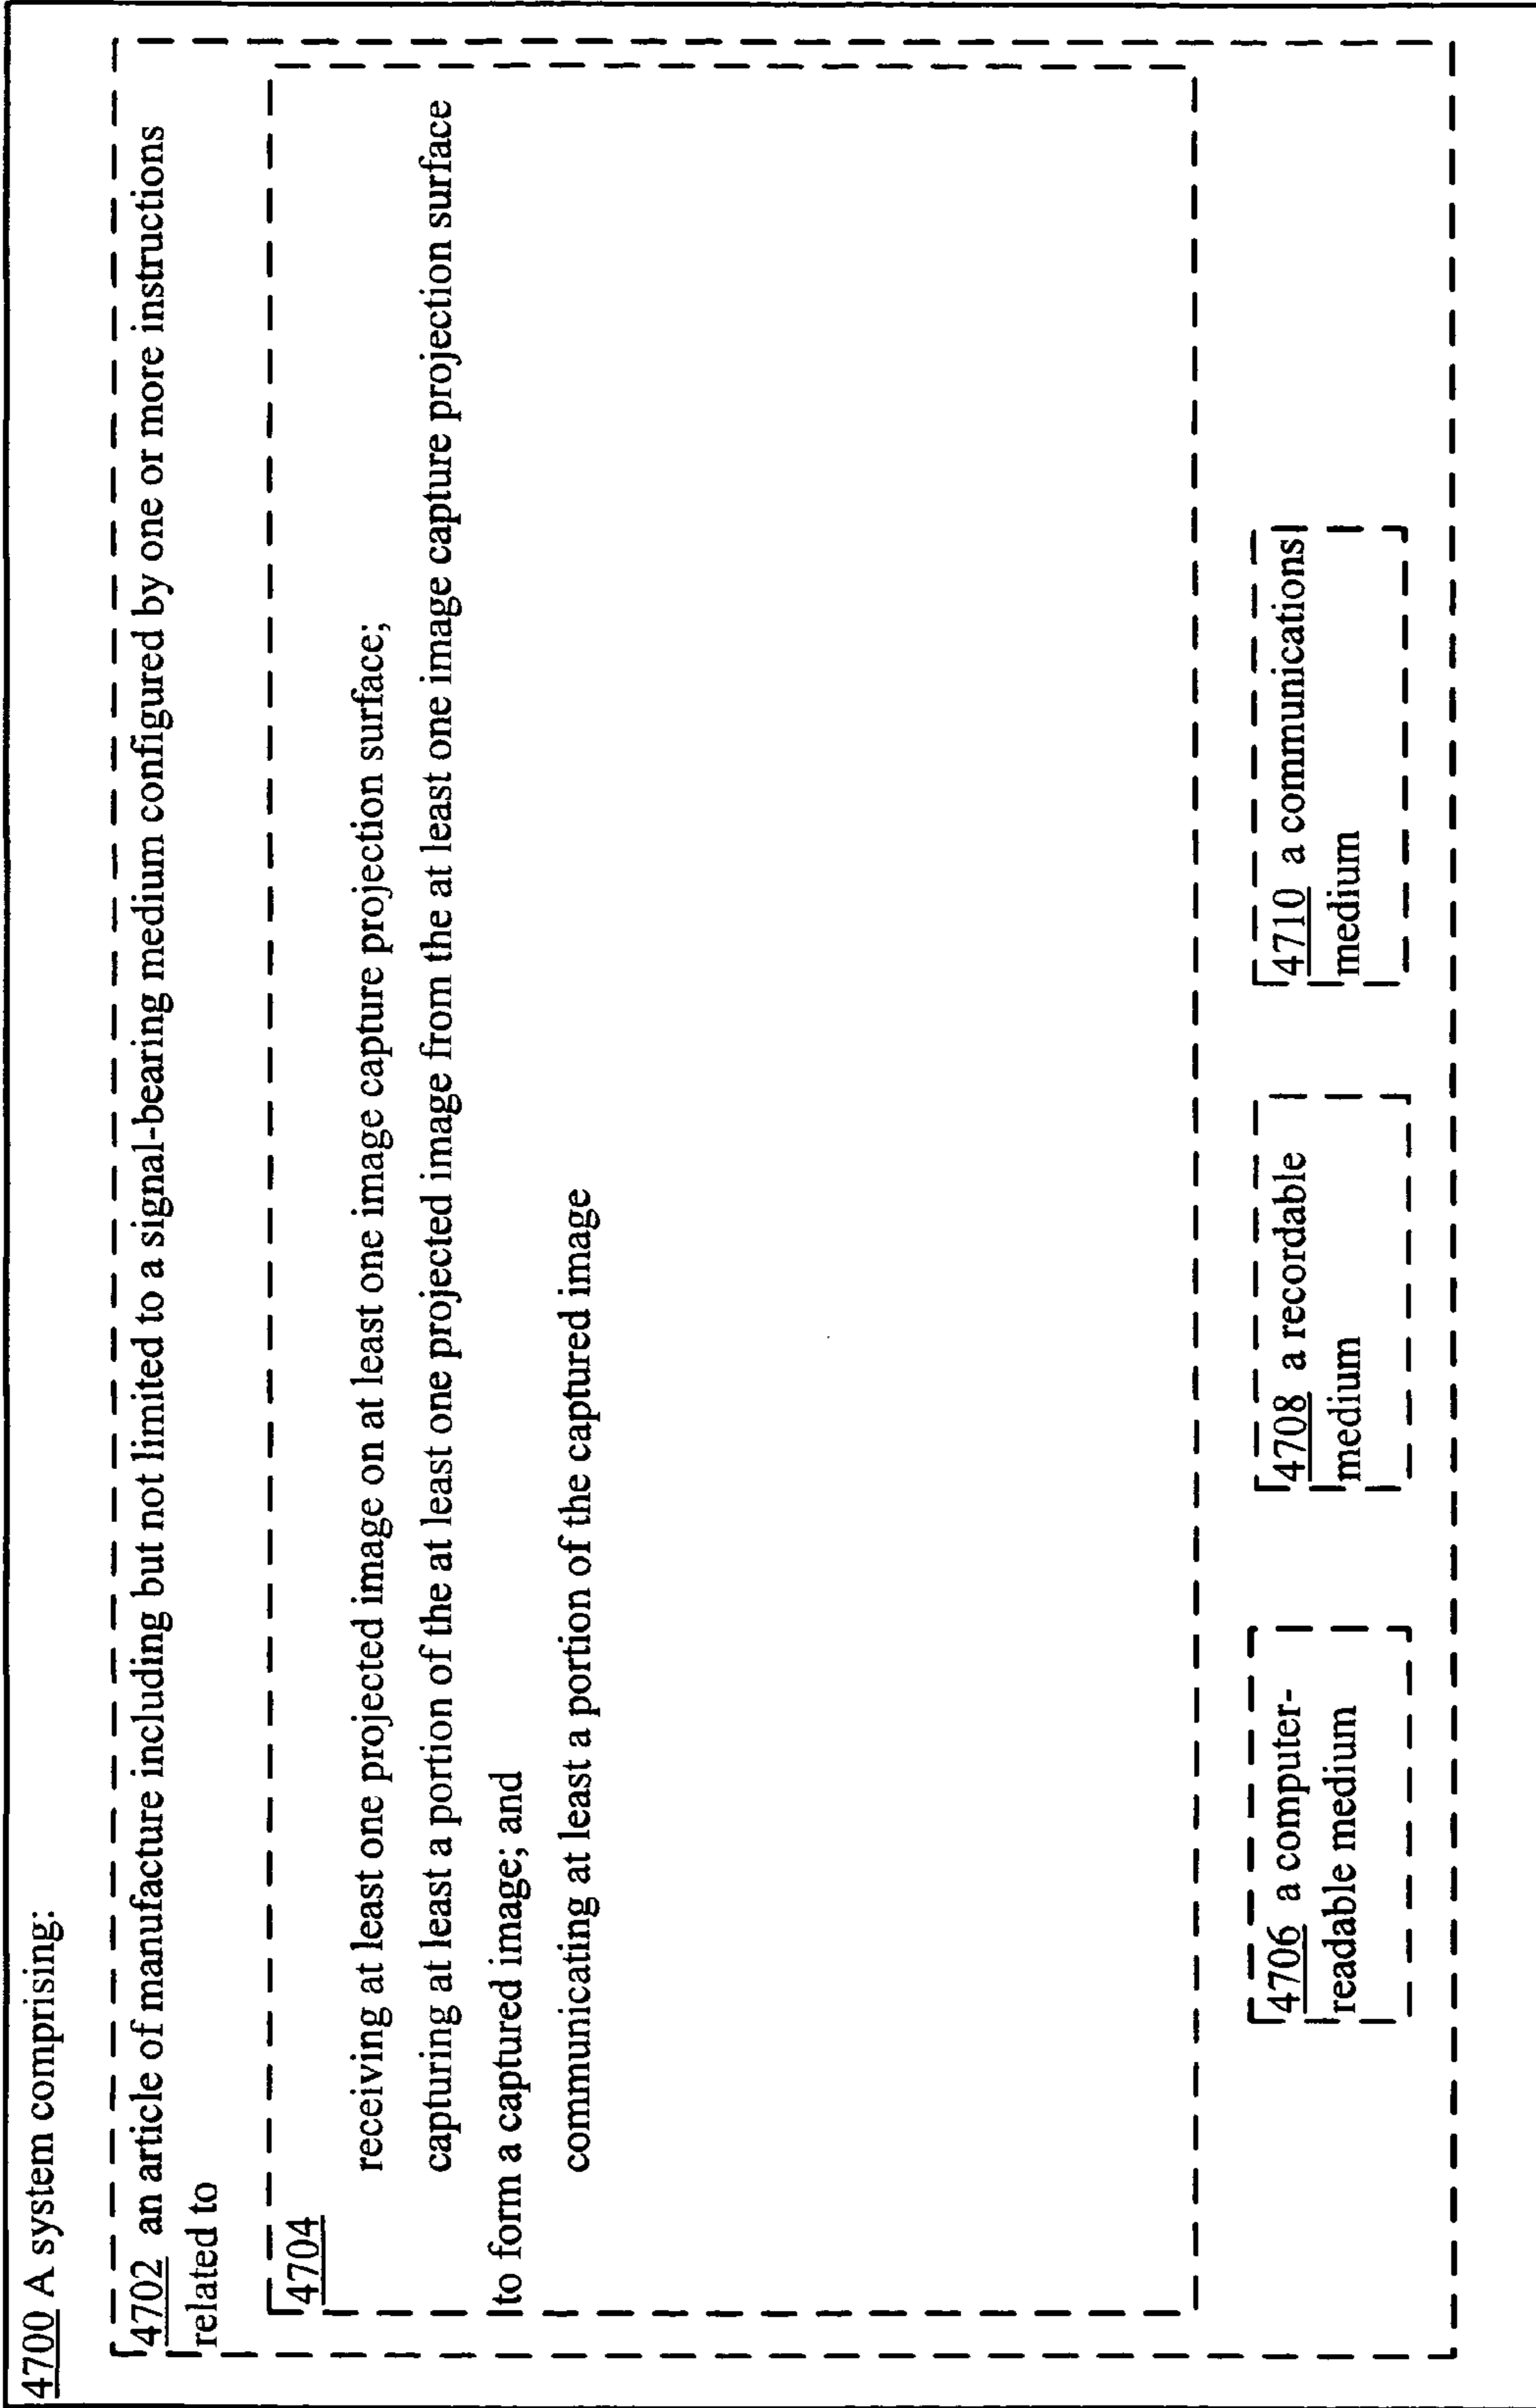 4700 A system comprising:
4702 an article of manufacture including but not limited to a signal-bearing medium configured by one or more instructions
related to
4704
receiving at least one projected image on at least one image capture projection surface;
capturing at least a portion of the at least one projected image from the at least one image capture projection surface
to form a captured image; and
communicating at least a portion of the captured image
4706 a computer-
readable medium
4708 a recordable
medium
4710 a communications
medium